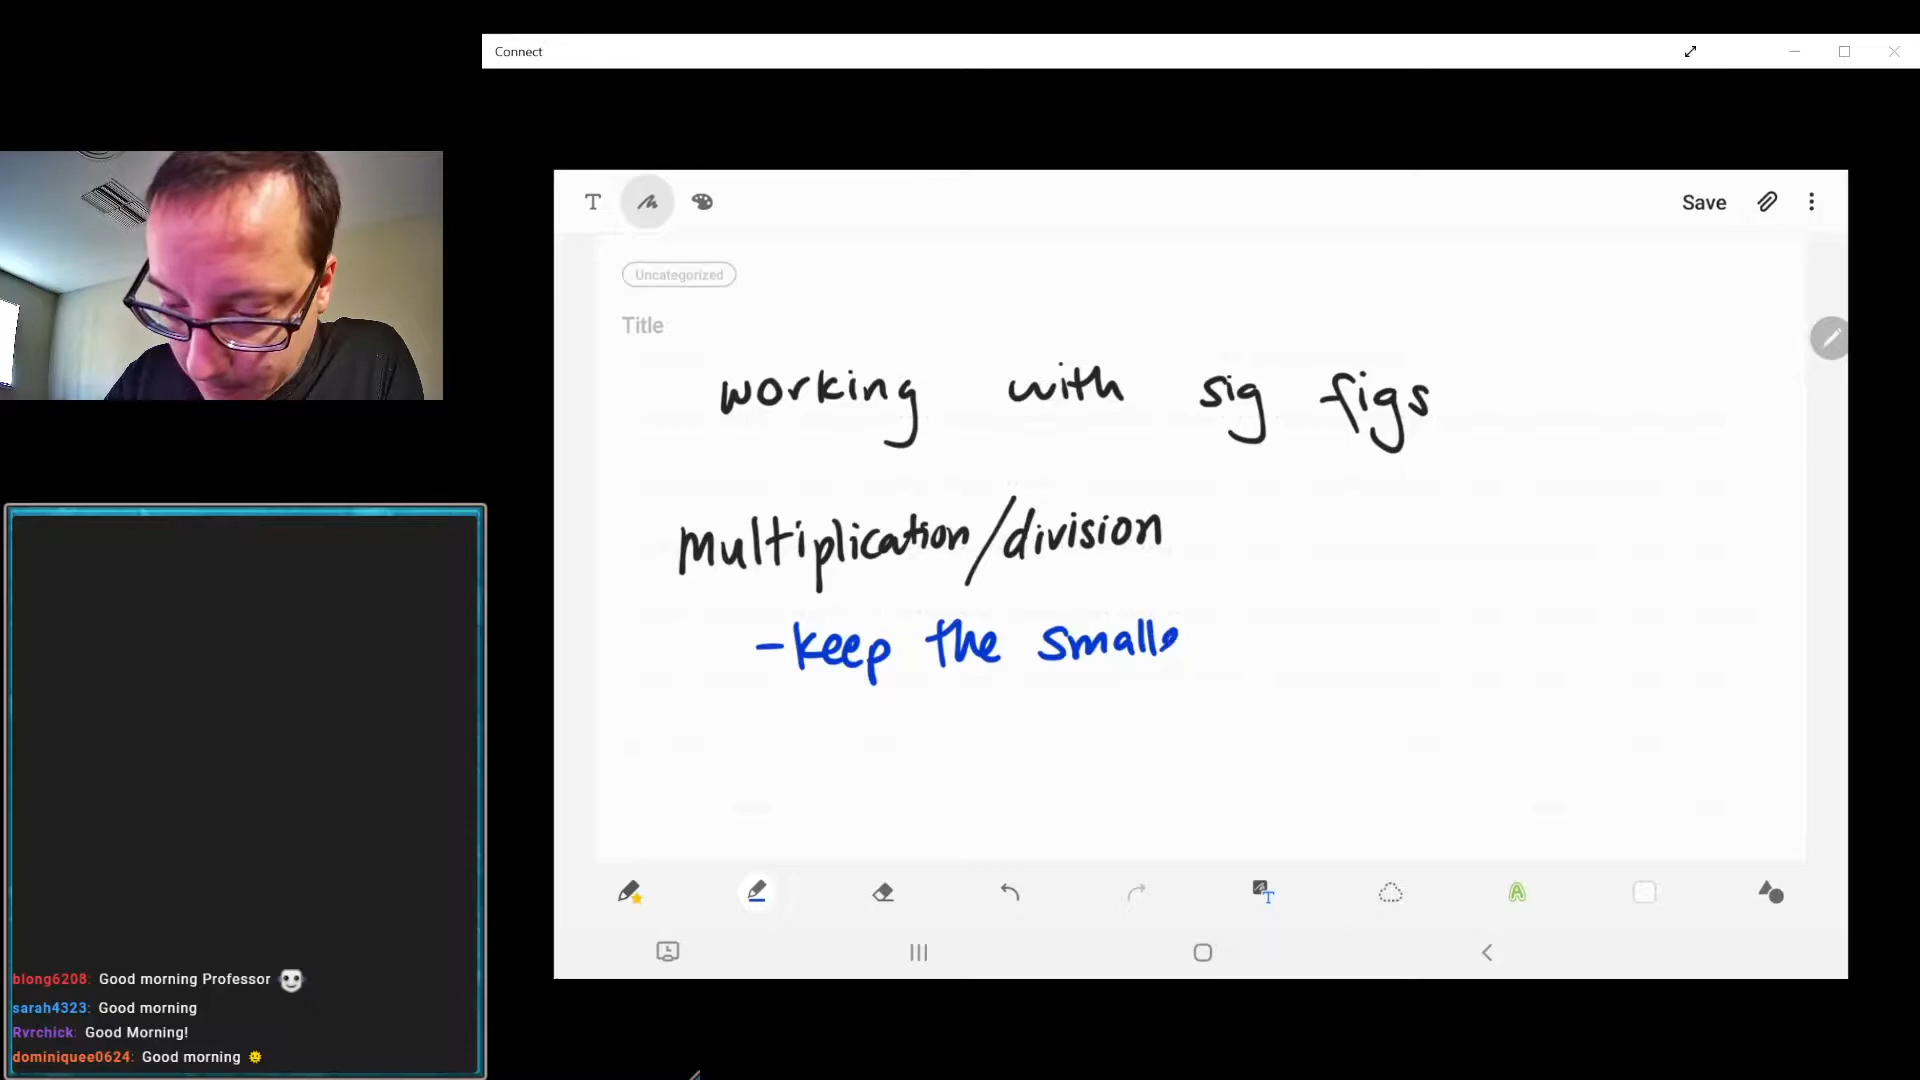 Connect
Save
Uncategorized
Title
working with sig figs
multiplication/division
-keep the smalle
blong6208: Good morning Professor
sarah4323: Good morning
Rvrchick: Good Morning!
dominiquee0624: Good morning